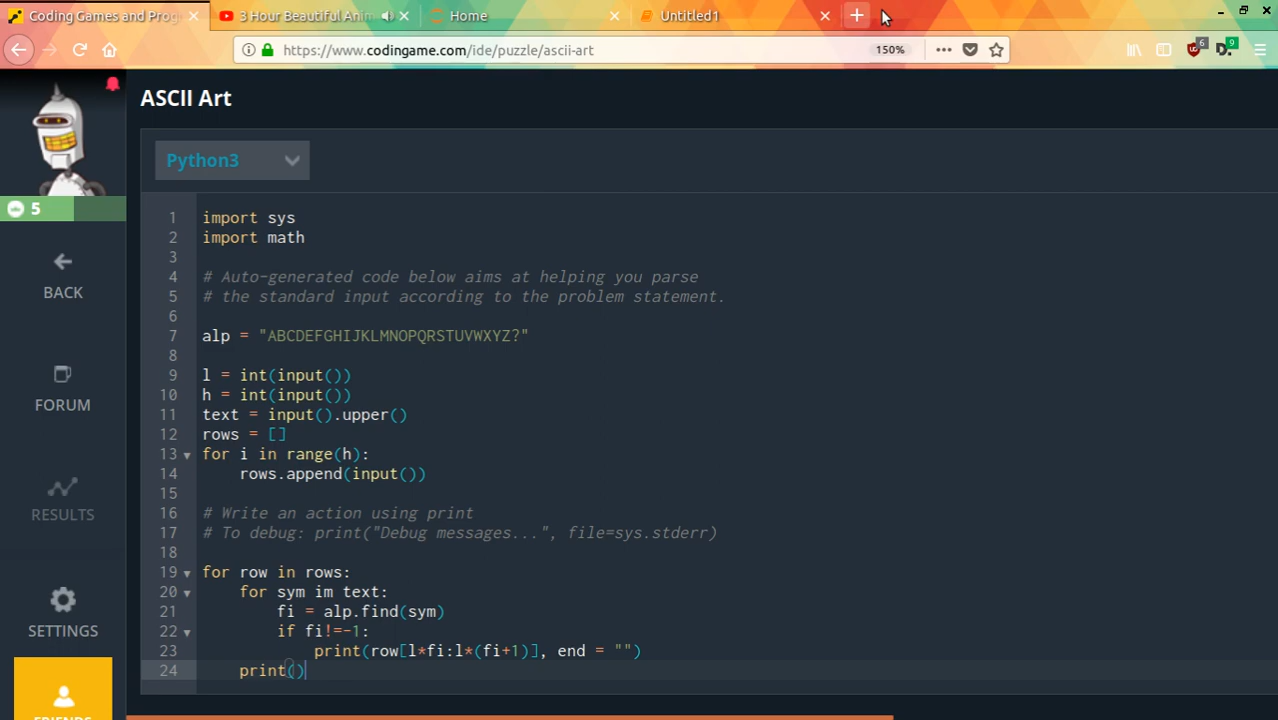 Coding Games and Prog
3 Hour Beautiful Anim
Home
Untitled1
https://www.codingame.com/ide/puzzle/ascii-art
150%
6
9
ASCII Art
Python3
5
BACK
FORUM
RESULTS
SETTINGS
FRIENDS
1 import sys
2 import math
3
4 # Auto-generated code below aims at helping you parse
5 # the standard input according to the problem statement.
6
7 alp = "ABCDEFGHIJKLMNOPQRSTUVWXYZ?"
8
9 l = int(input())
10 h = int(input())
11 text = input().upper()
12 rows = []
13 for i in range(h):
14     rows.append(input())
15
16 # Write an action using print
17 # To debug: print("Debug messages...", file=sys.stderr)
18
19 for row in rows:
20     for sym im text:
21         fi = alp.find(sym)
22         if fi!=-1:
23             print(row[l*fi:l*(fi+1)], end = "")
24     print()